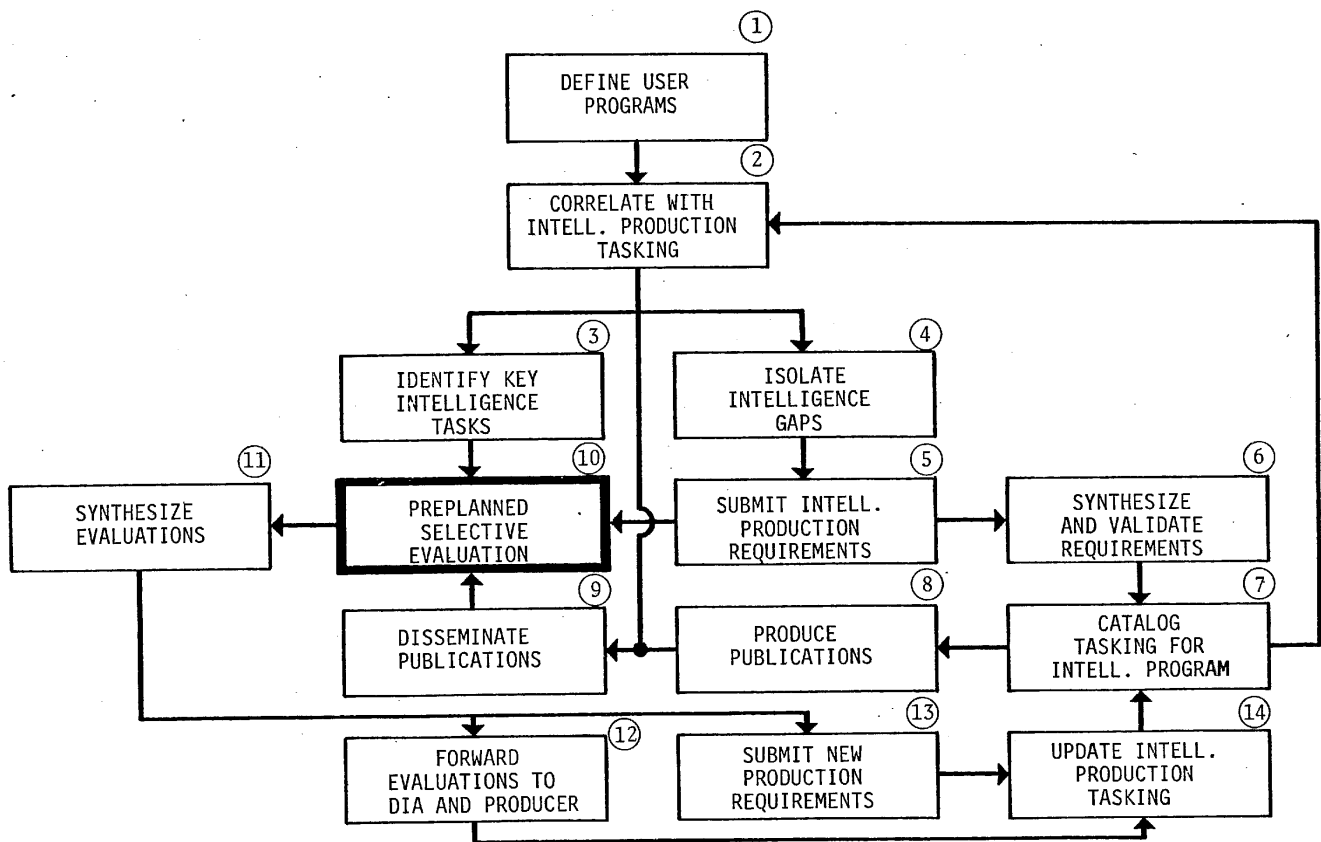 1
DEFINE USER
PROGRAMS
2
CORRELATE WITH
INTELL. PRODUCTION
TASKING
3
IDENTIFY KEY
INTELLIGENCE
TASKS
4
ISOLATE
INTELLIGENCE
GAPS
11
SYNTHESIZE
EVALUATIONS
10
PREPLANNED
SELECTIVE
EVALUATION
5
SUBMIT INTELL.
PRODUCTION
REQUIREMENTS
6
SYNTHESIZE
AND VALIDATE
REQUIREMENTS
9
DISSEMINATE
PUBLICATIONS
8
PRODUCE
PUBLICATIONS
7
CATALOG
TASKING FOR
INTELL. PROGRAM
12
FORWARD
EVALUATIONS TO
DIA AND PRODUCER
13
SUBMIT NEW
PRODUCTION
REQUIREMENTS
14
UPDATE INTELL.
PRODUCTION
TASKING